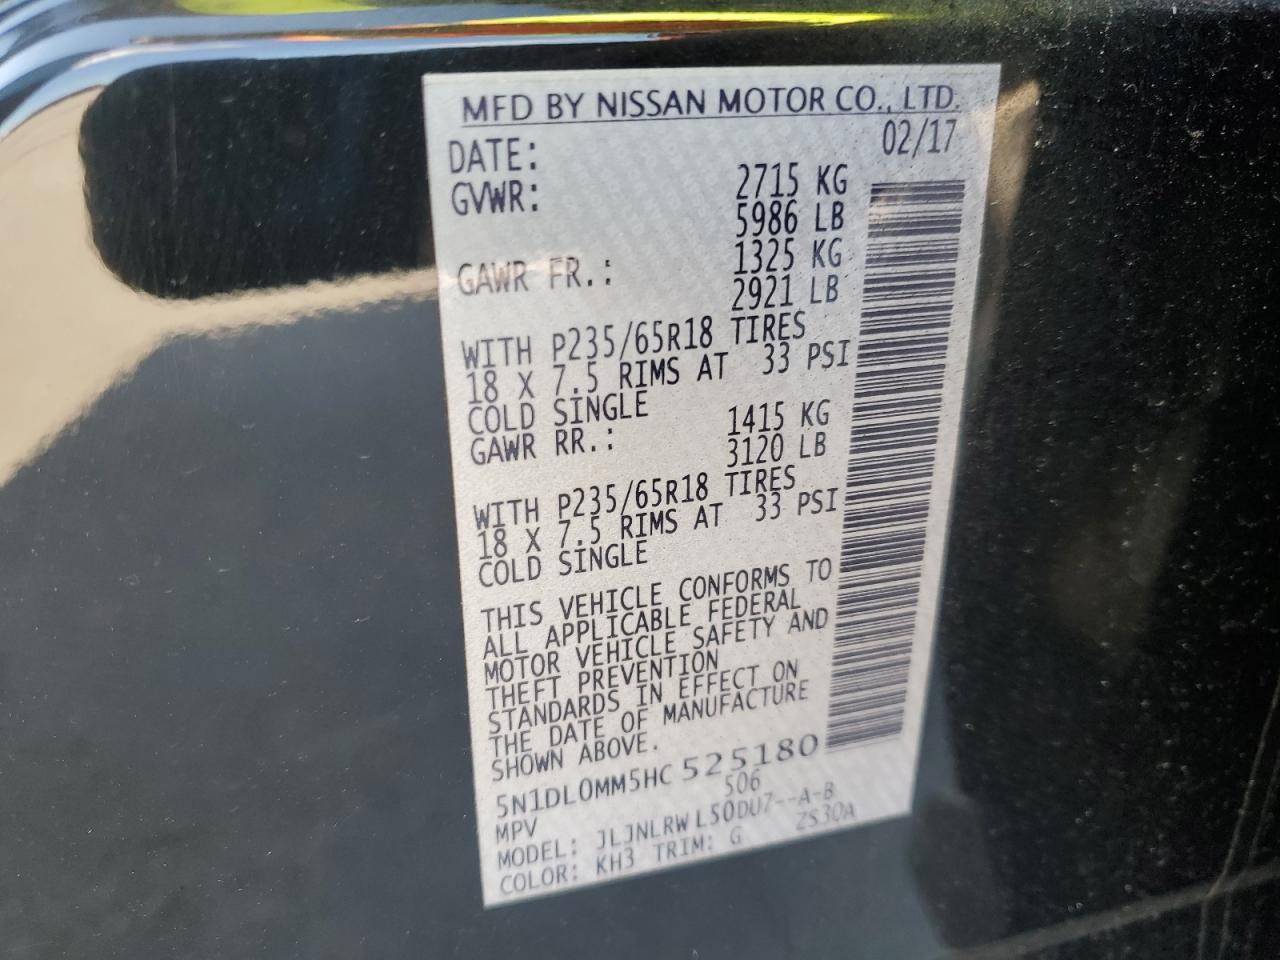 MFD BY NISSAN MOTOR CO., LTD.
DATE: 02/17
GVWR: 2715 KG
5986 LB
GAWR FR.: 1325 KG
2921 LB
WITH P235/65R18 TIRES
18 X 7.5 RIMS AT 33 PSI
COLD SINGLE
GAWR RR.: 1415 KG
3120 LB
WITH P235/65R18 TIRES
18 X 7.5 RIMS AT 33 PSI
COLD SINGLE
THIS VEHICLE CONFORMS TO
ALL APPLICABLE FEDERAL
MOTOR VEHICLE SAFETY AND
THEFT PREVENTION
STANDARDS IN EFFECT ON
THE DATE OF MANUFACTURE
SHOWN ABOVE.
5N1DL0MM5HC 525180
MPV 506
MODEL: JLJNLRW L50DU7--A-B
COLOR: KH3 TRIM: G ZS30A